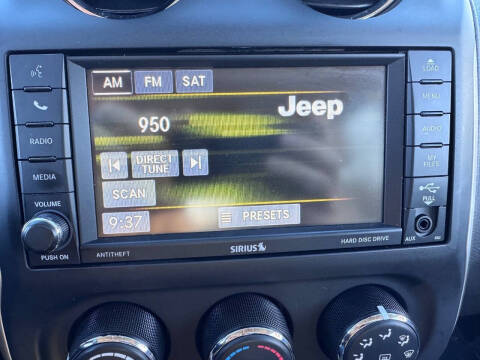 LOAD
MENU
AUDIO
MY FILES
PULL
RADIO
MEDIA
VOLUME
PUSH ON
AM FM SAT
Jeep
950
DIRECT TUNE
SCAN
9:37
PRESETS
ANTITHEFT
SIRIUS
HARD DISC DRIVE
AUX